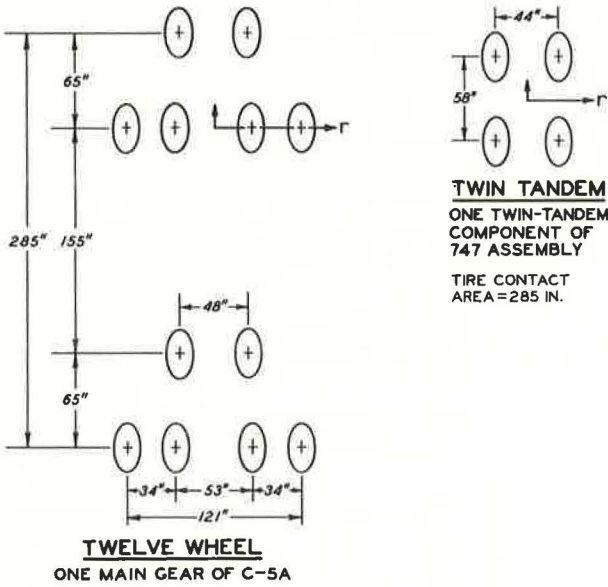 65"
r
285"
155"
48"
65"
34"
53"
34"
121"
TWELVE WHEEL
ONE MAIN GEAR OF C-5A
44"
58"
r
TWIN TANDEM
ONE TWIN-TANDEM
COMPONENT OF
747 ASSEMBLY
TIRE CONTACT
AREA=285 IN.